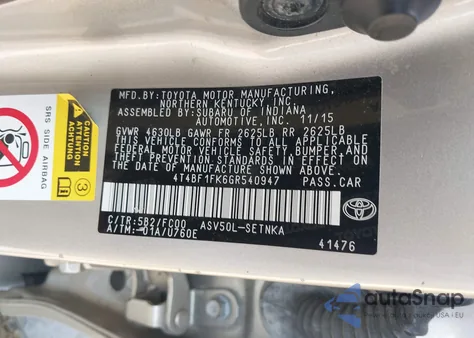 MFD.BY:TOYOTA MOTOR MANUFACTURING,
NORTHERN KENTUCKY,INC.
ASSEMBLED BY:SUBARU OF INDIANA
AUTOMOTIVE,INC. 11/15
GVWR 4630LB GAWR FR 2625LB RR 2625LB
THIS VEHICLE CONFORMS TO ALL APPLICABLE
FEDERAL MOTOR VEHICLE SAFETY,BUMPER AND
THEFT PREVENTION STANDARDS IN EFFECT ON
THE DATE OF MANUFACTURE SHOWN ABOVE.
4T4BF1FK6GR540947 PASS.CAR
C/TR:5B2/FC00 ASV50L-SETNKA
A/TM:-01A/U760E
41476
TOYOTA
SRS SIDE AIRBAG
CAUTION
ATTENTION
3
autoSnap